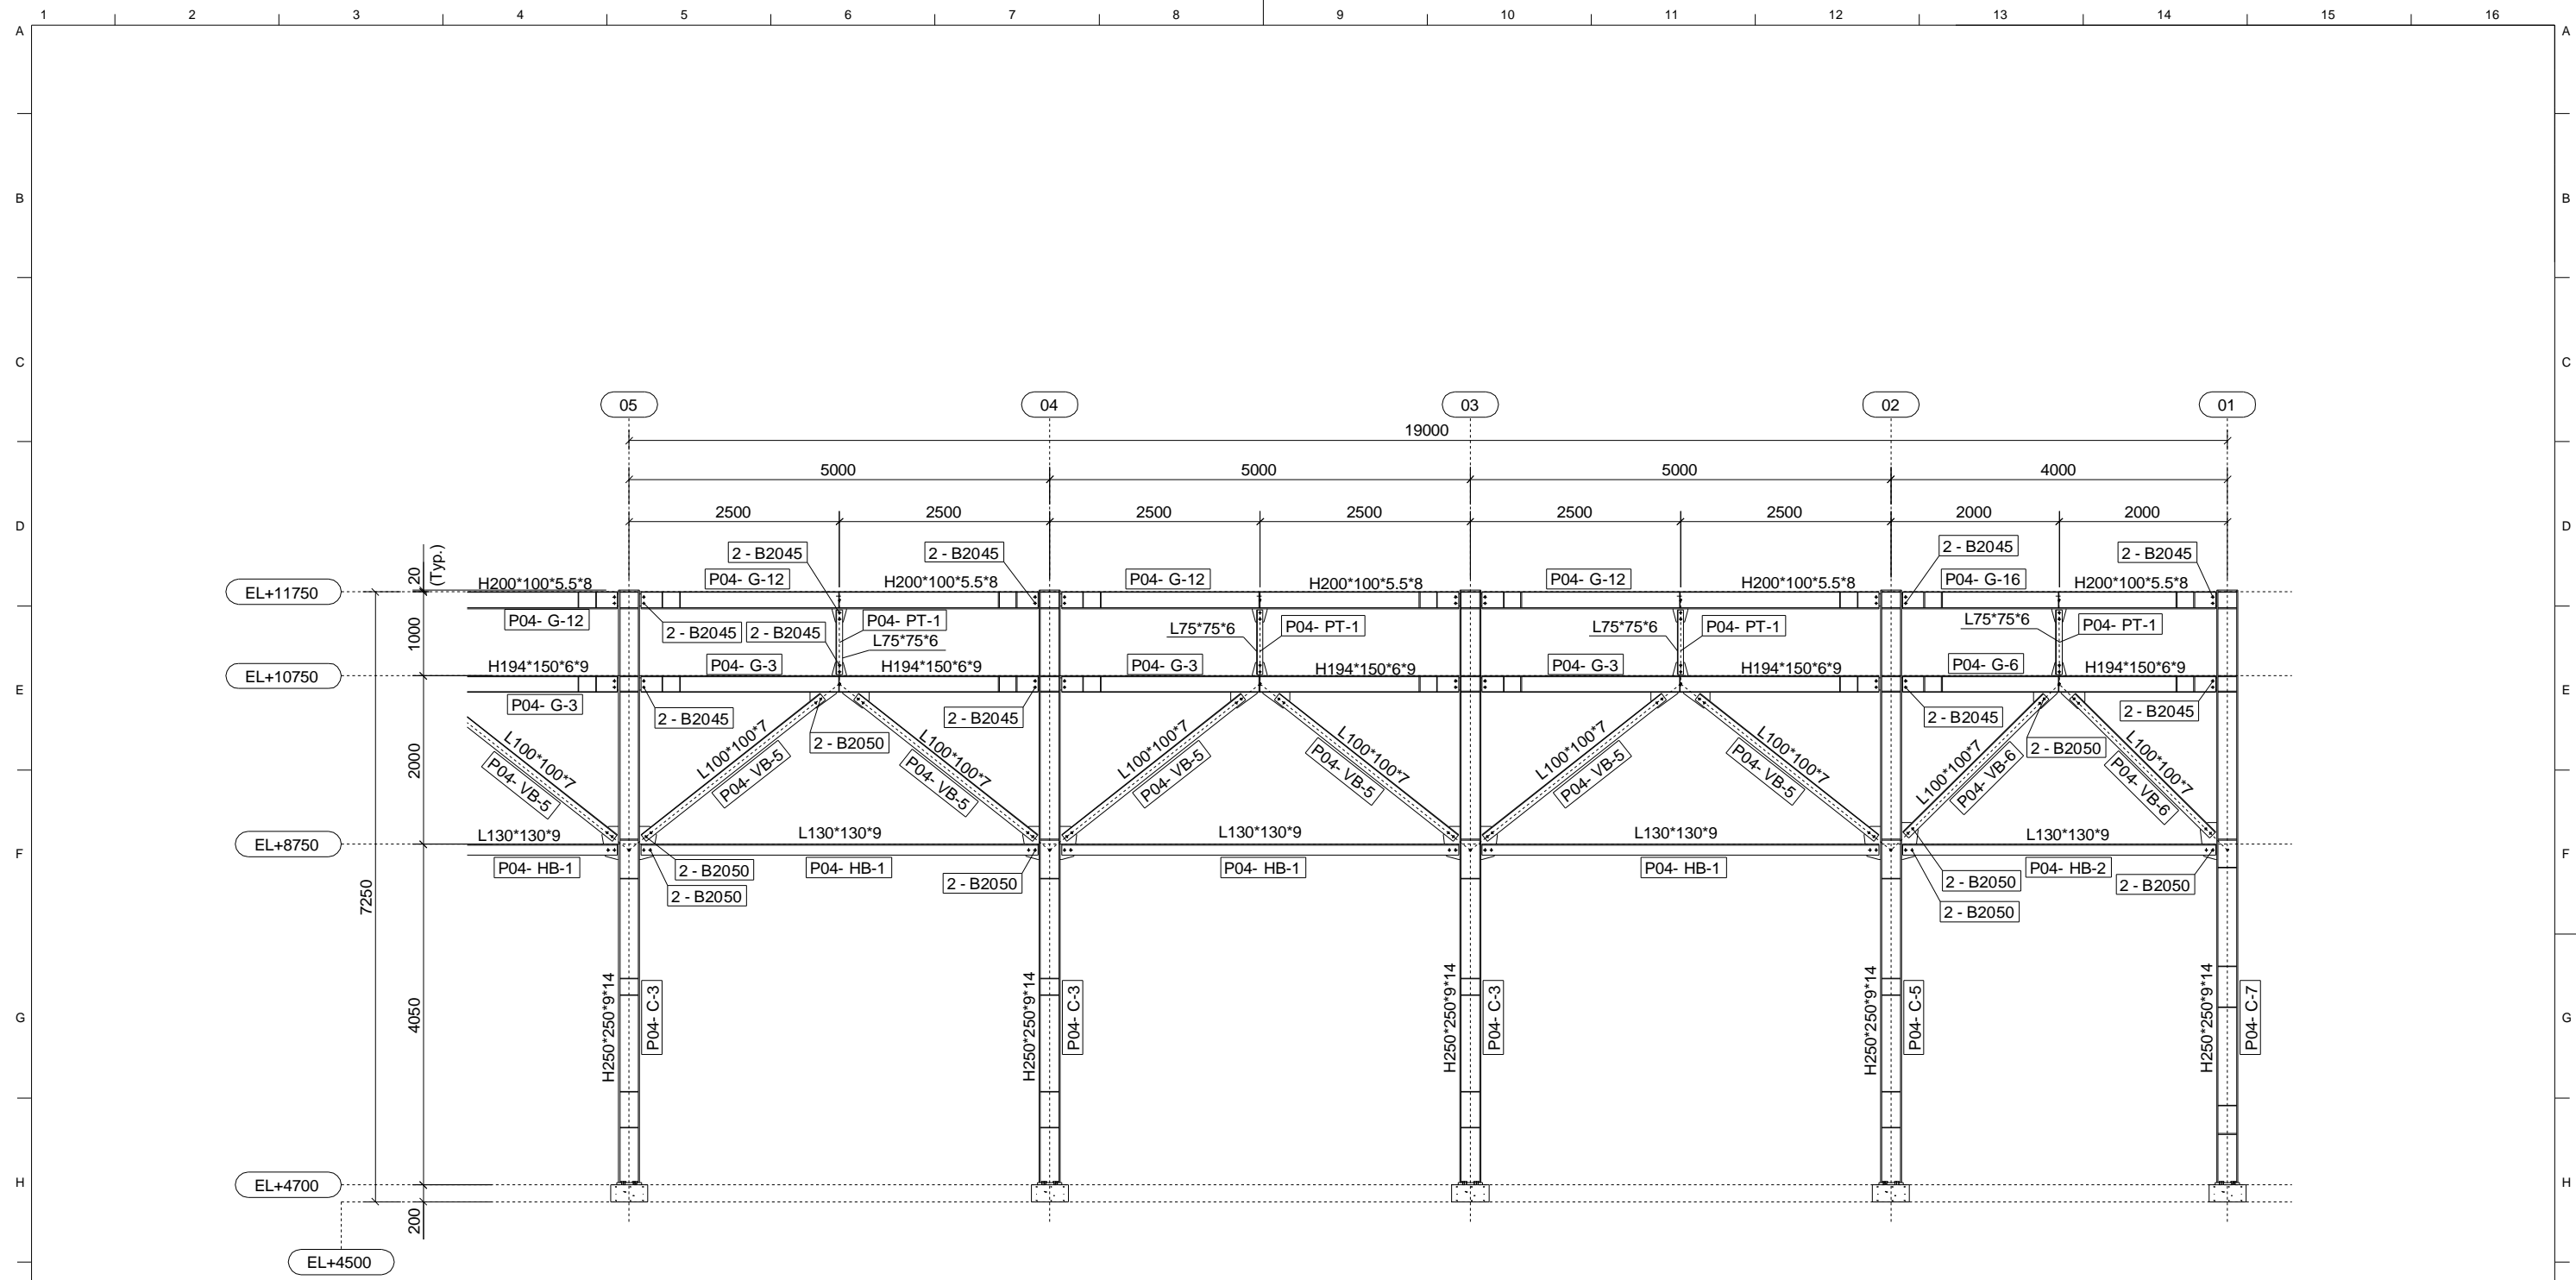 1 2 3 4 5 6 7 8 9 10 11 12 13 14 15 16
A A
B B
C C
05 04 03 02 01
19000
5000 5000 5000 4000
D 2500 2500 2500 2500 2500 2500 2000 2000 D
2 - B2045 2 - B2045 2 - B2045 2 - B2045
20 (Typ.)
EL+11750 H200*100*5.5*8 P04- G-12 H200*100*5.5*8 P04- G-12 H200*100*5.5*8 P04- G-12 H200*100*5.5*8 P04- G-16 H200*100*5.5*8
P04- G-12 2 - B2045 2 - B2045 P04- PT-1 L75*75*6 P04- PT-1 L75*75*6 P04- PT-1 L75*75*6 P04- PT-1
1000 L75*75*6
EL+10750 H194*150*6*9 P04- G-3 H194*150*6*9 P04- G-3 H194*150*6*9 P04- G-3 H194*150*6*9 P04- G-6 H194*150*6*9
E E
P04- G-3 2 - B2045 2 - B2045 2 - B2045 2 - B2045
2 - B2050 2 - B2050
2000
L100*100*7 L100*100*7 L100*100*7 L100*100*7 L100*100*7 L100*100*7 L100*100*7 L100*100*7 L100*100*7
P04- VB-5 P04- VB-5 P04- VB-5 P04- VB-5 P04- VB-5 P04- VB-5 P04- VB-5 P04- VB-6 P04- VB-6
EL+8750 L130*130*9 L130*130*9 L130*130*9 L130*130*9 L130*130*9
F F
P04- HB-1 2 - B2050 P04- HB-1 P04- HB-1 P04- HB-1 2 - B2050 P04- HB-2
2 - B2050 2 - B2050 2 - B2050 2 - B2050
7250
4050
H250*250*9*14 P04- C-3 H250*250*9*14 P04- C-3 H250*250*9*14 P04- C-3 H250*250*9*14 P04- C-5 H250*250*9*14 P04- C-7
G G
H EL+4700 H
200
EL+4500